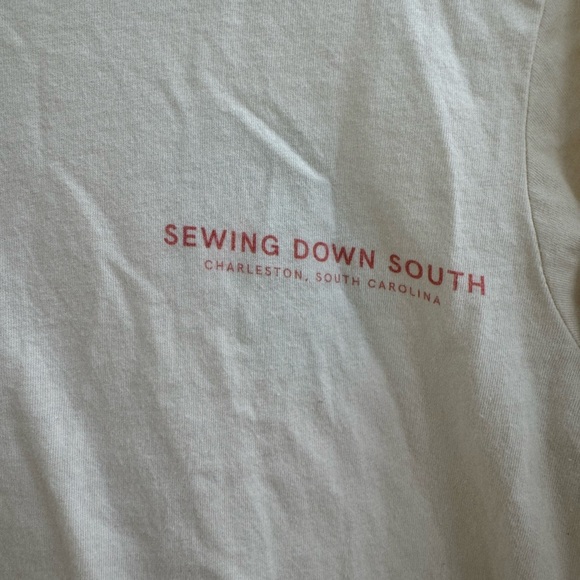 SEWING DOWN SOUTH
CHARLESTON, SOUTH CAROLINA